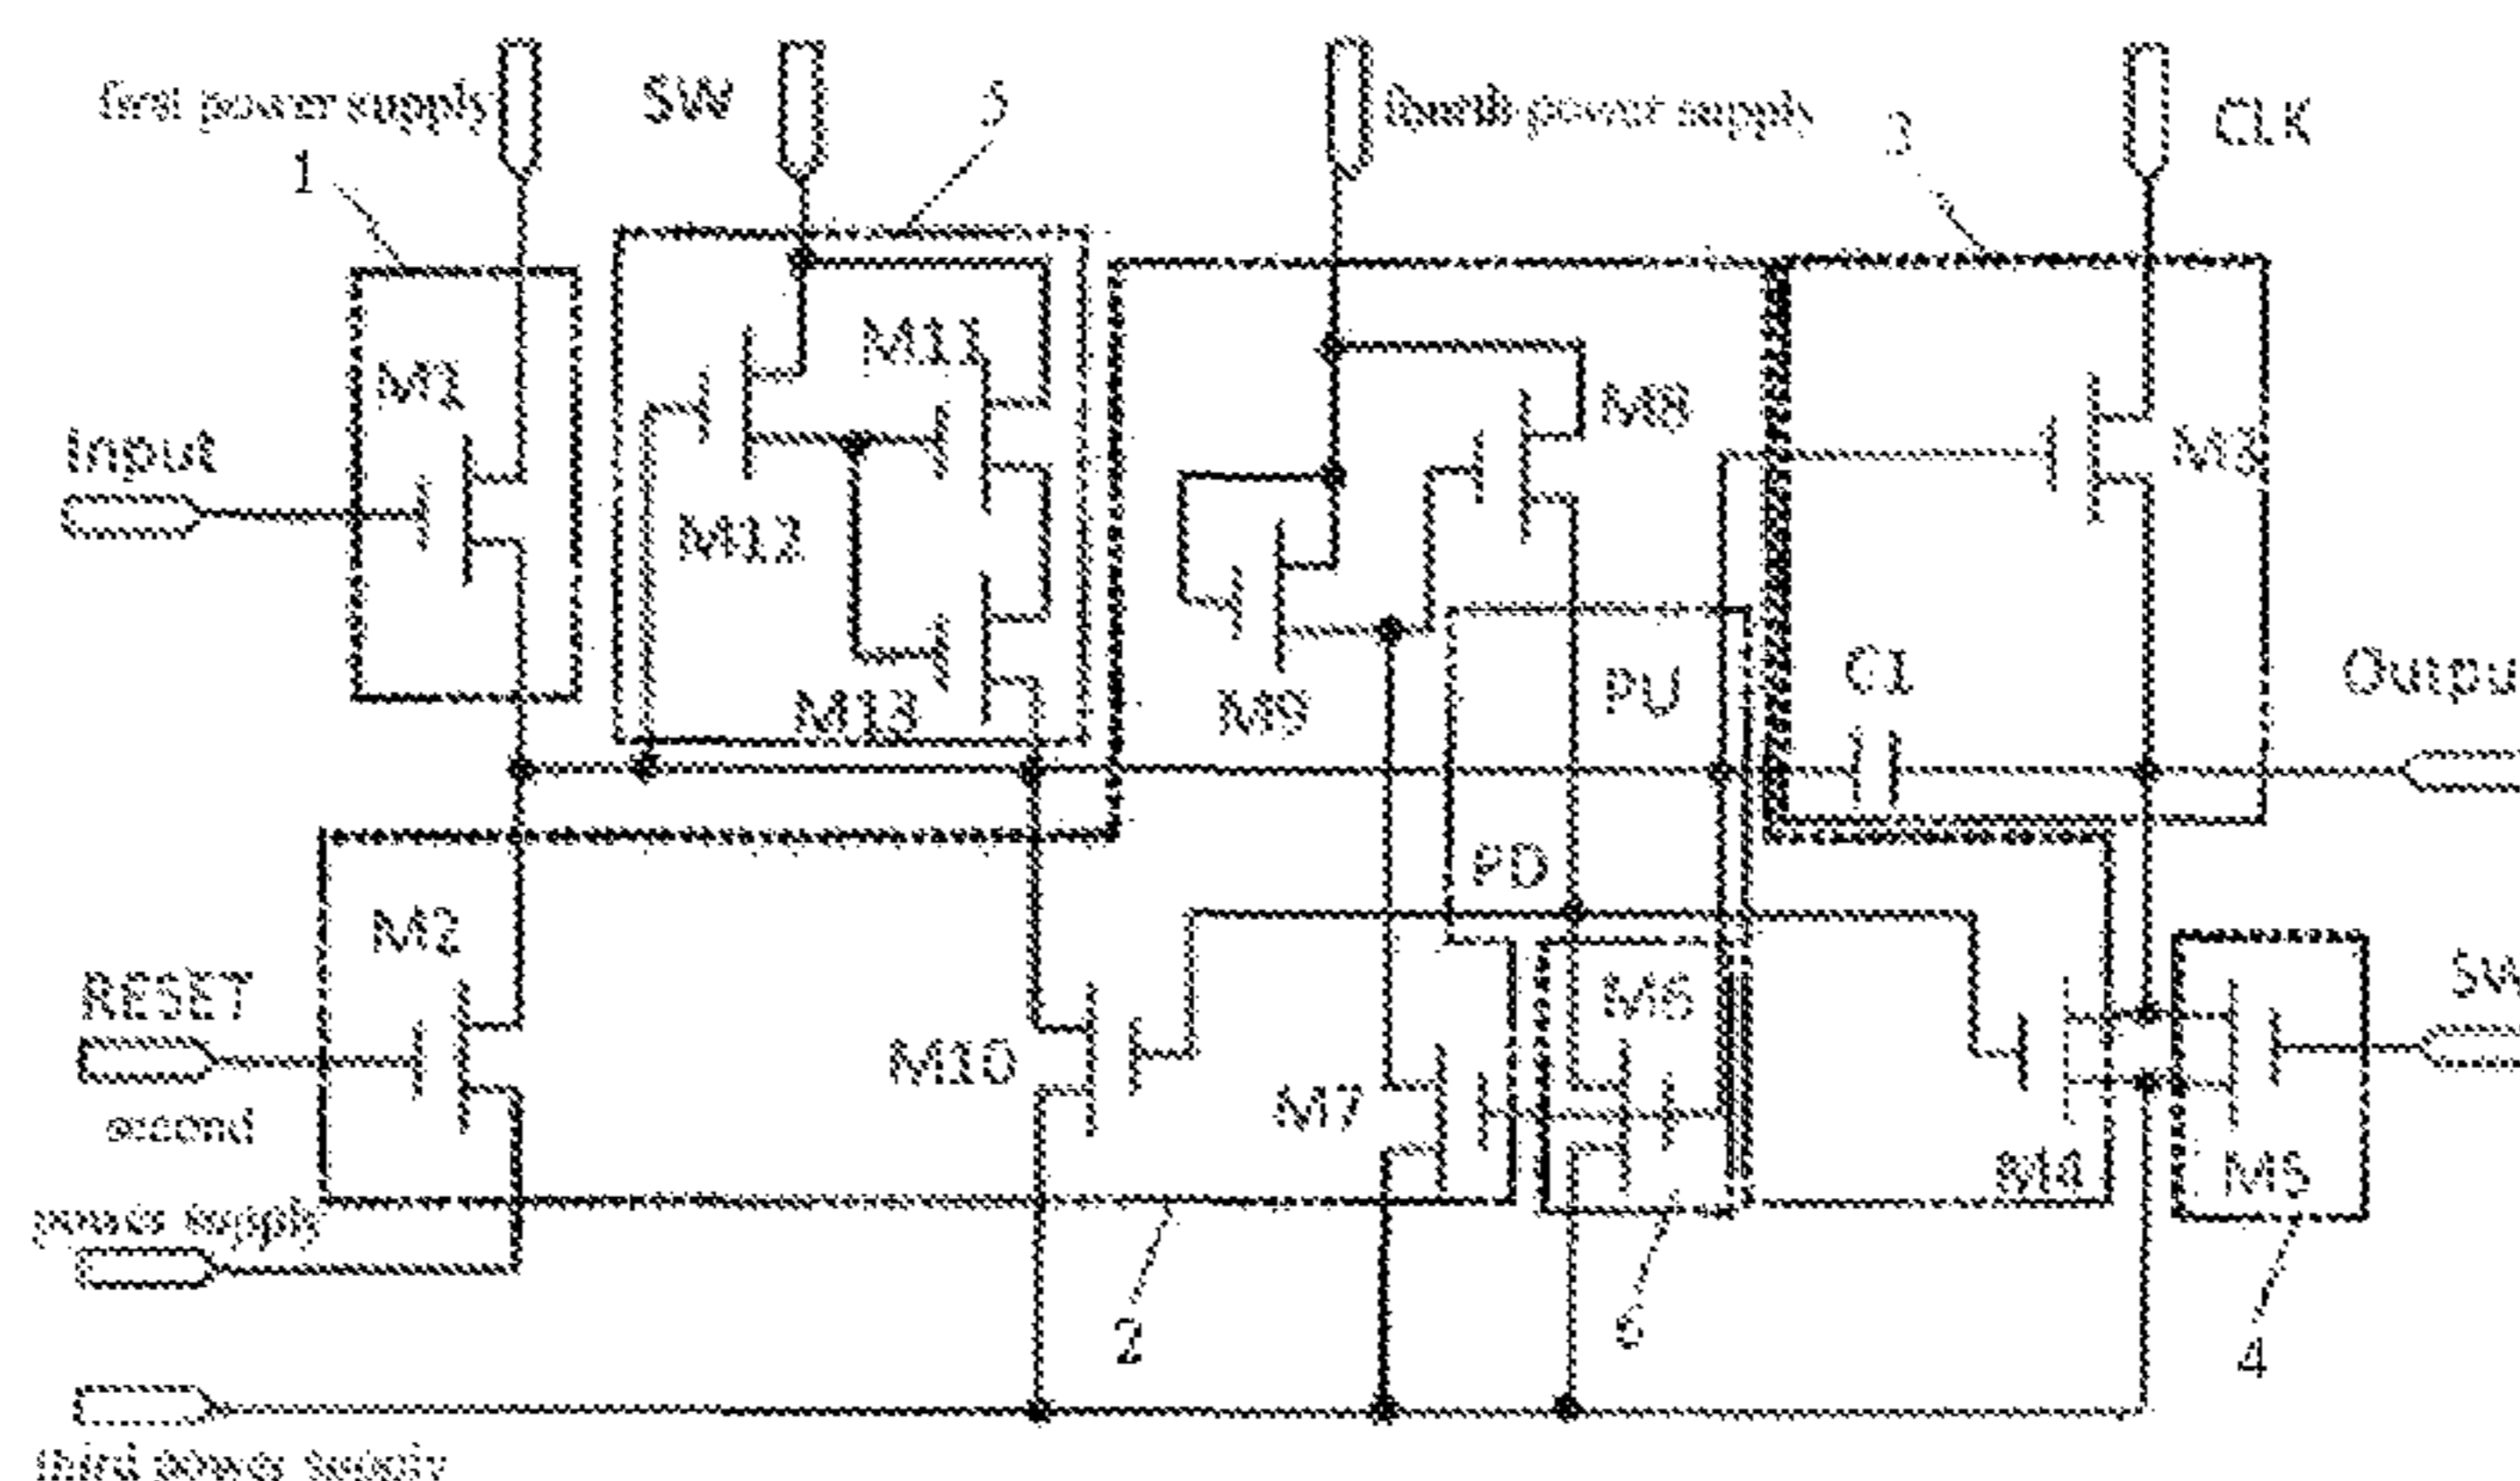 first power supply
SW
5
fourth power supply
3
CLK
1
M1
M11
M8
M3
Input
M12
M13
M9
PU
C1
Outpu
PD
M2
RESET
M10
M6
SW
M7
second
M4
M5
power supply
2
6
4
third power supply